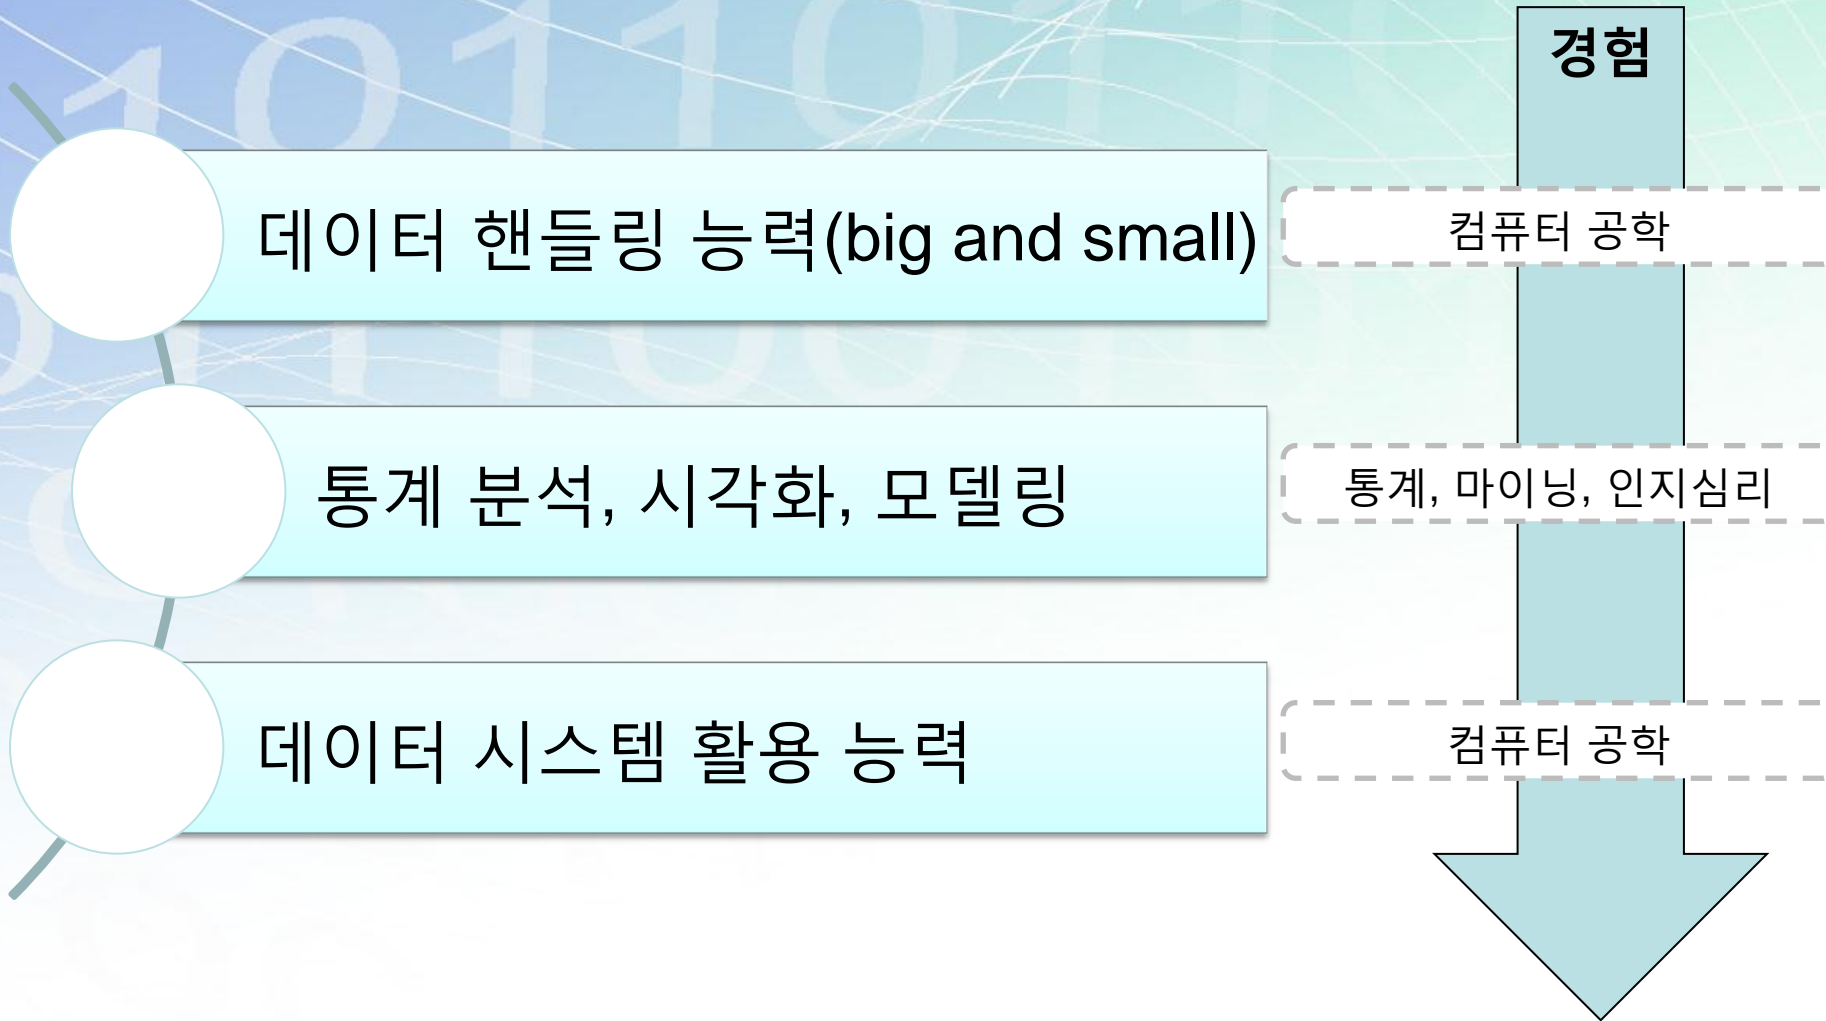 경험
데이터 핸들링 능력(big and small)
컴퓨터 공학
통계 분석, 시각화, 모델링
통계, 마이닝, 인지심리
데이터 시스템 활용 능력
컴퓨터 공학